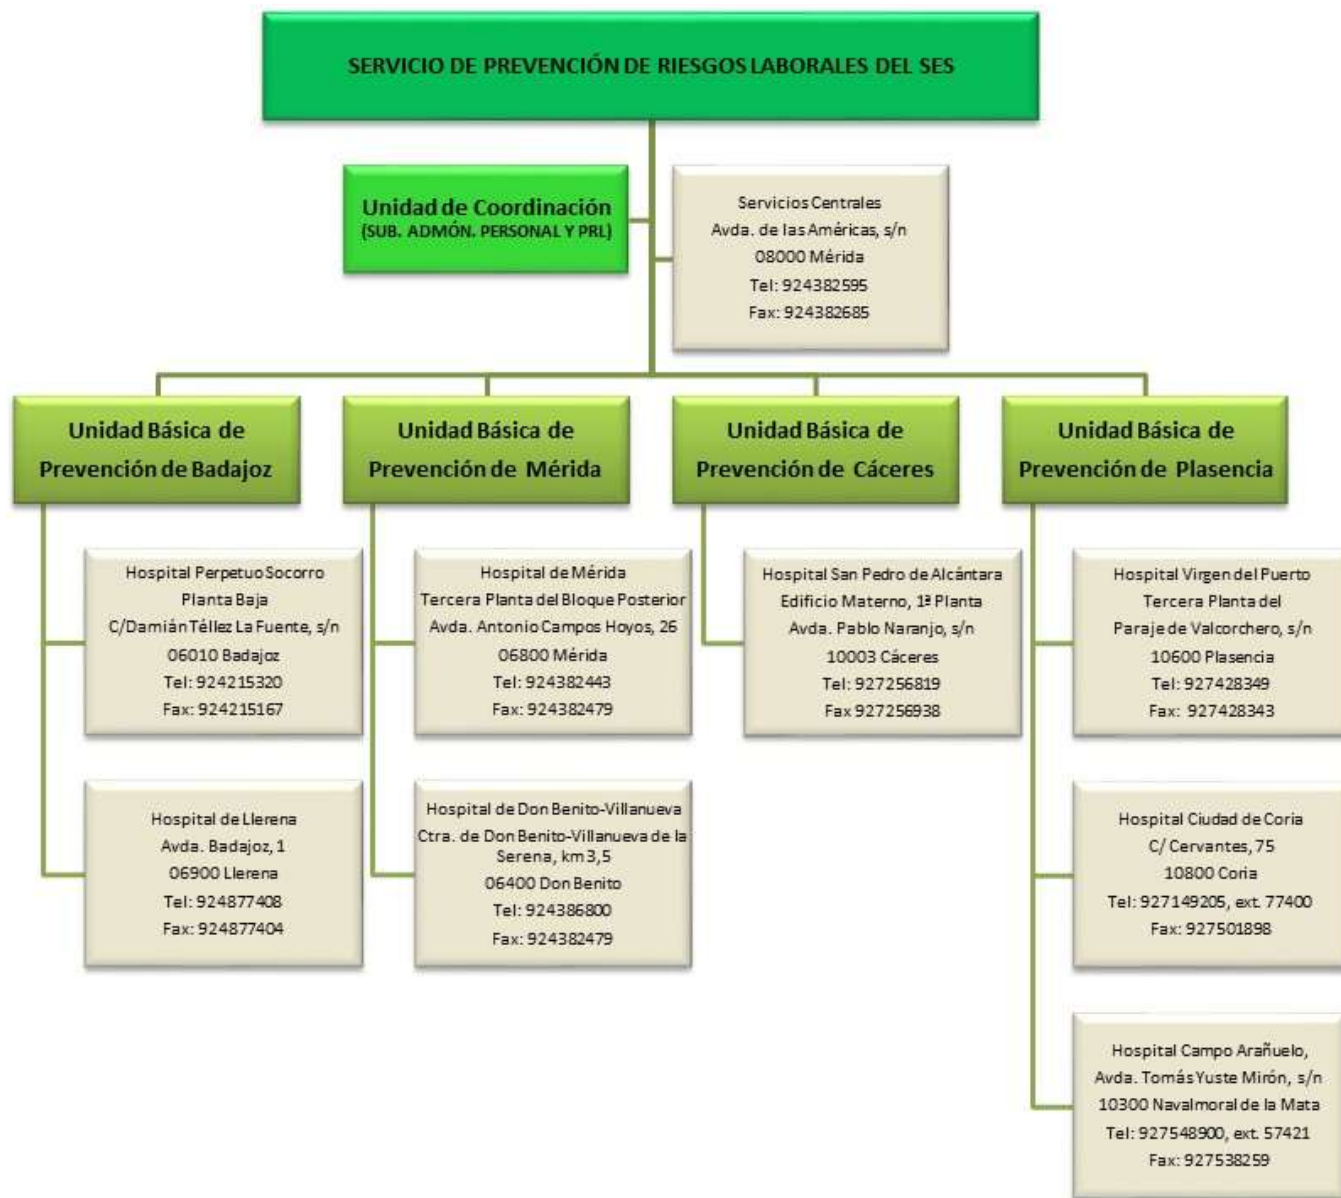 SERVICIO DE PREVENCIÓN DE RIESGOS LABORALES DEL SES
Unidad de Coordinación
(SUB. ADMÓN. PERSONAL Y PRL)
Servicios Centrales
Avda. de las Américas, s/n
08000 Mérida
Tel: 924382595
Fax: 924382685
Unidad Básica de
Prevención de Badajoz
Hospital Perpetuo Socorro
Planta Baja
C/Damián Téllez La Fuente, s/n
06010 Badajoz
Tel: 924215320
Fax: 924215167
Hospital de Llerena
Avda. Badajoz, 1
06900 Llerena
Tel: 924877408
Fax: 924877404
Unidad Básica de
Prevención de Mérida
Hospital de Mérida
Tercera Planta del Bloque Posterior
Avda. Antonio Campos Hoyos, 26
06800 Mérida
Tel: 924382443
Fax: 924382479
Hospital de Don Benito-Villanueva
Ctra. de Don Benito-Villanueva de la
Serena, km 3,5
06400 Don Benito
Tel: 924386800
Fax: 924382479
Unidad Básica de
Prevención de Cáceres
Hospital San Pedro de Alcántara
Edificio Materno, 1ª Planta
Avda. Pablo Naranjo, s/n
10003 Cáceres
Tel: 927256819
Fax 927256938
Unidad Básica de
Prevención de Plasencia
Hospital Virgen del Puerto
Tercera Planta del
Paraje de Valcorchero, s/n
10600 Plasencia
Tel: 927428349
Fax: 927428343
Hospital Ciudad de Coria
C/ Cervantes, 75
10800 Coria
Tel: 927149205, ext. 77400
Fax: 927501898
Hospital Campo Arañuelo,
Avda. Tomás Yuste Mirón, s/n
10300 Navalmoral de la Mata
Tel: 927548900, ext. 57421
Fax: 927538259